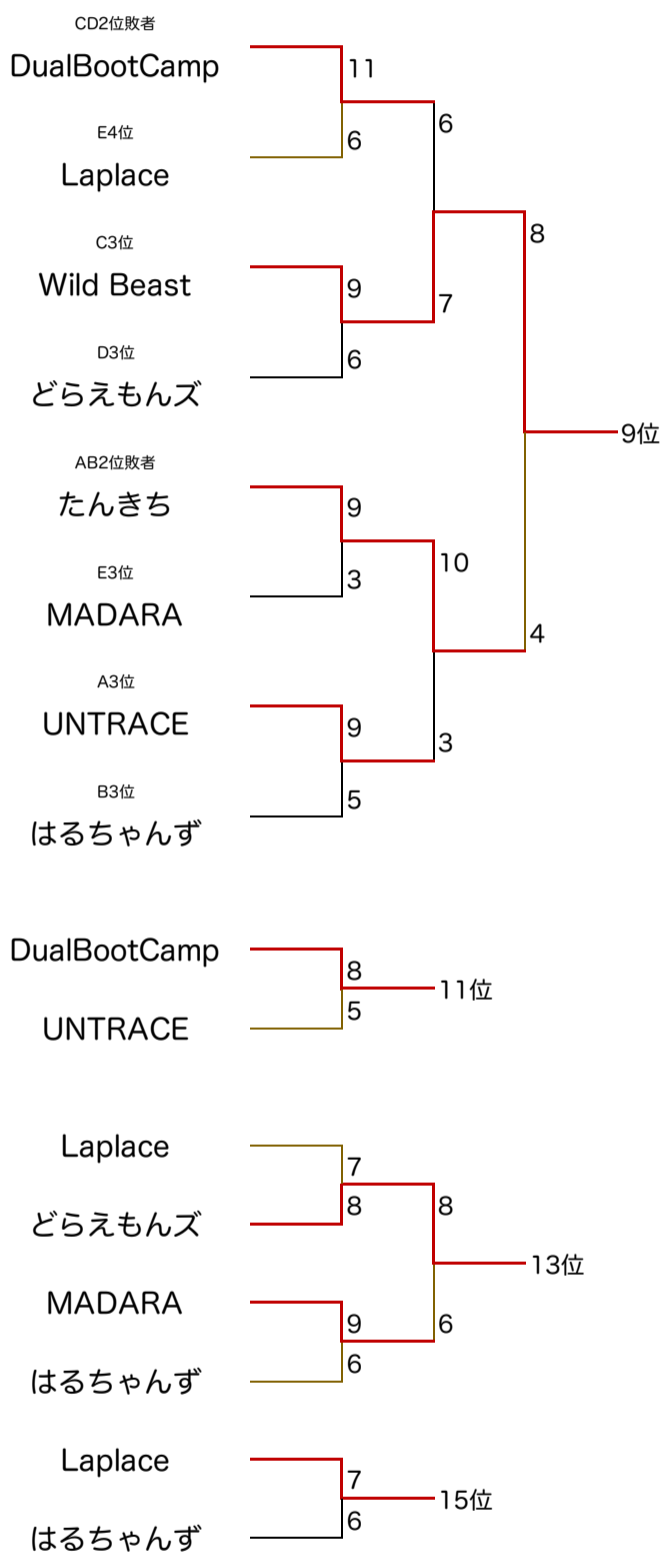 CD2位敗者
DualBootCamp
11
6
E4位
Laplace
6
C3位
Wild Beast
8
9
7
D3位
6
どらえもんズ
9位
AB2位敗者
たんきち
9
10
E3位
3
MADARA
4
A3位
UNTRACE
9
3
B3位
5
はるちゃんず
DualBootCamp
8
11位
5
UNTRACE
Laplace
7
8
8
どらえもんズ
13位
MADARA
9
6
6
はるちゃんず
Laplace
7
15位
6
はるちゃんず